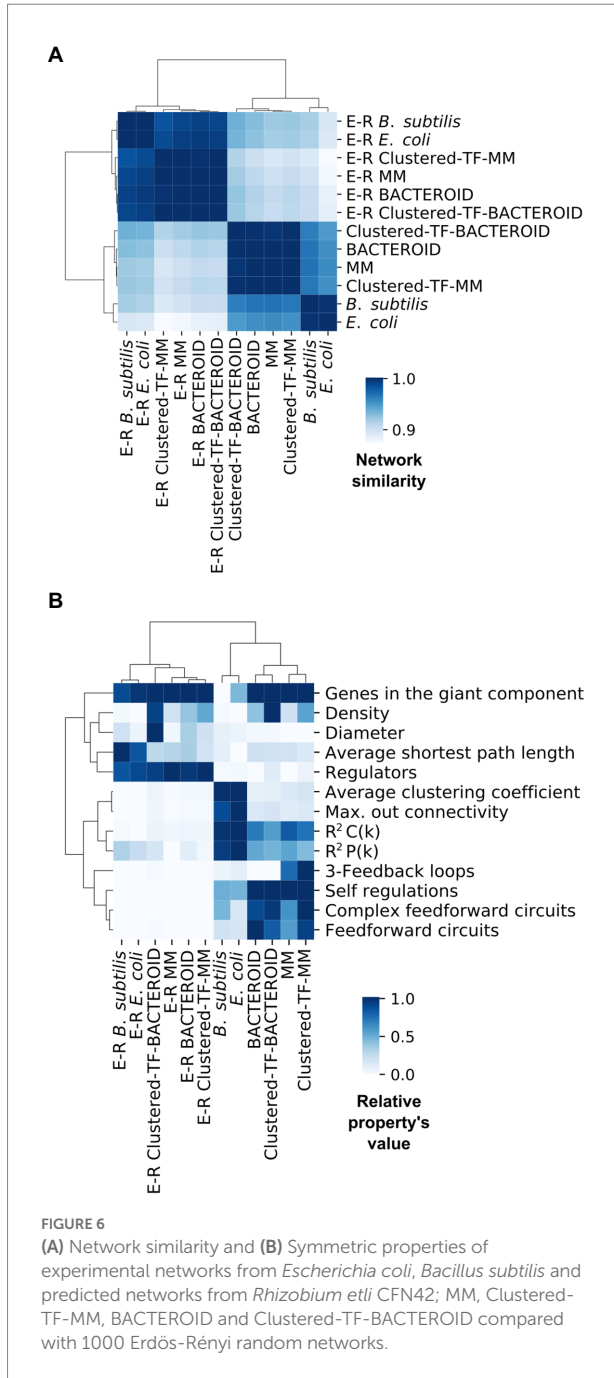 A
E-R B. subtilis
E-R E. coli
E-R Clustered-TF-MM
E-R MM
E-R BACTEROID
E-R Clustered-TF-BACTEROID
Clustered-TF-BACTEROID
BACTEROID
MM
Clustered-TF-MM
B. subtilis
E. coli
E-R B. subtilis
E-R E. coli
E-R Clustered-TF-MM
E-R MM
E-R BACTEROID
E-R Clustered-TF-BACTEROID
Clustered-TF-BACTEROID
BACTEROID
MM
Clustered-TF-MM
B. subtilis
E. coli
1.0
0.9
Network
similarity
B
Genes in the giant component
Density
Diameter
Average shortest path length
Regulators
Average clustering coefficient
Max. out connectivity
R² C(k)
R² P(k)
3-Feedback loops
Self regulations
Complex feedforward circuits
Feedforward circuits
E-R B. subtilis
E-R E. coli
E-R Clustered-TF-BACTEROID
E-R MM
E-R BACTEROID
E-R Clustered-TF-MM
B. subtilis
E. coli
BACTEROID
Clustered-TF-BACTEROID
MM
Clustered-TF-MM
1.0
0.5
0.0
Relative
property's
value
FIGURE 6
(A) Network similarity and (B) Symmetric properties of
experimental networks from Escherichia coli, Bacillus subtilis and
predicted networks from Rhizobium etli CFN42; MM, Clustered-
TF-MM, BACTEROID and Clustered-TF-BACTEROID compared
with 1000 Erdös-Rényi random networks.